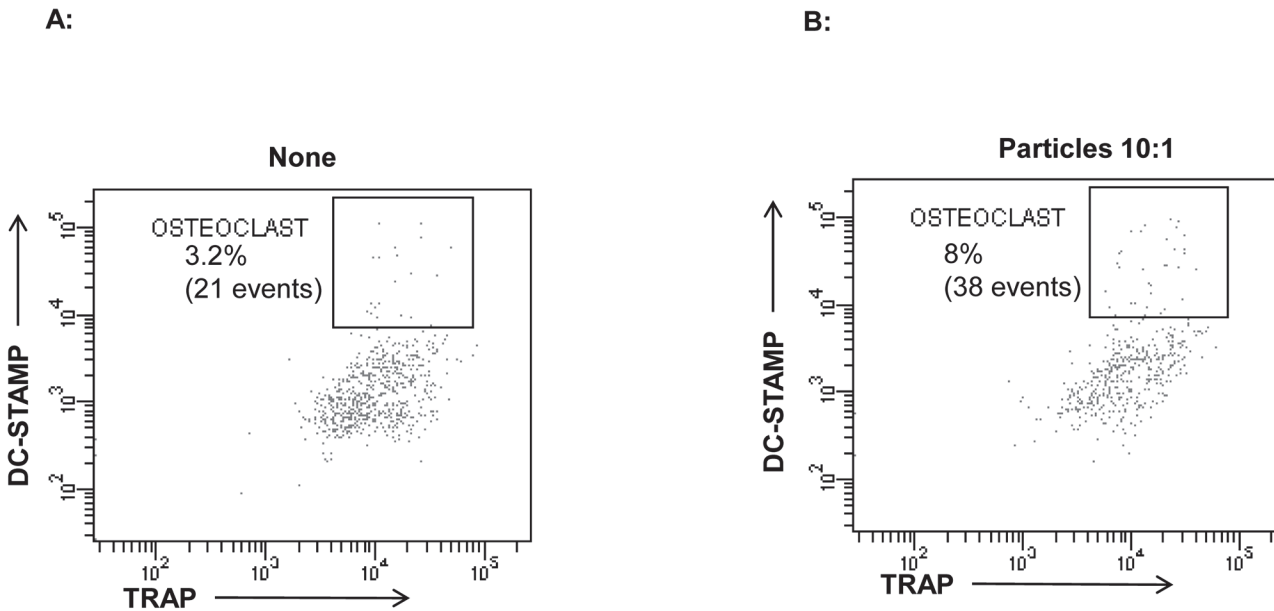 A:
None
OSTEOCLAST
3.2%
(21 events)
10^5
10^4
10^3
10^2
DC-STAMP
10^2 10^3 10^4 10^5
TRAP
B:
Particles 10:1
OSTEOCLAST
8%
(38 events)
10^5
10^4
10^3
10^2
DC-STAMP
10^2 10^3 10^4 10^5
TRAP